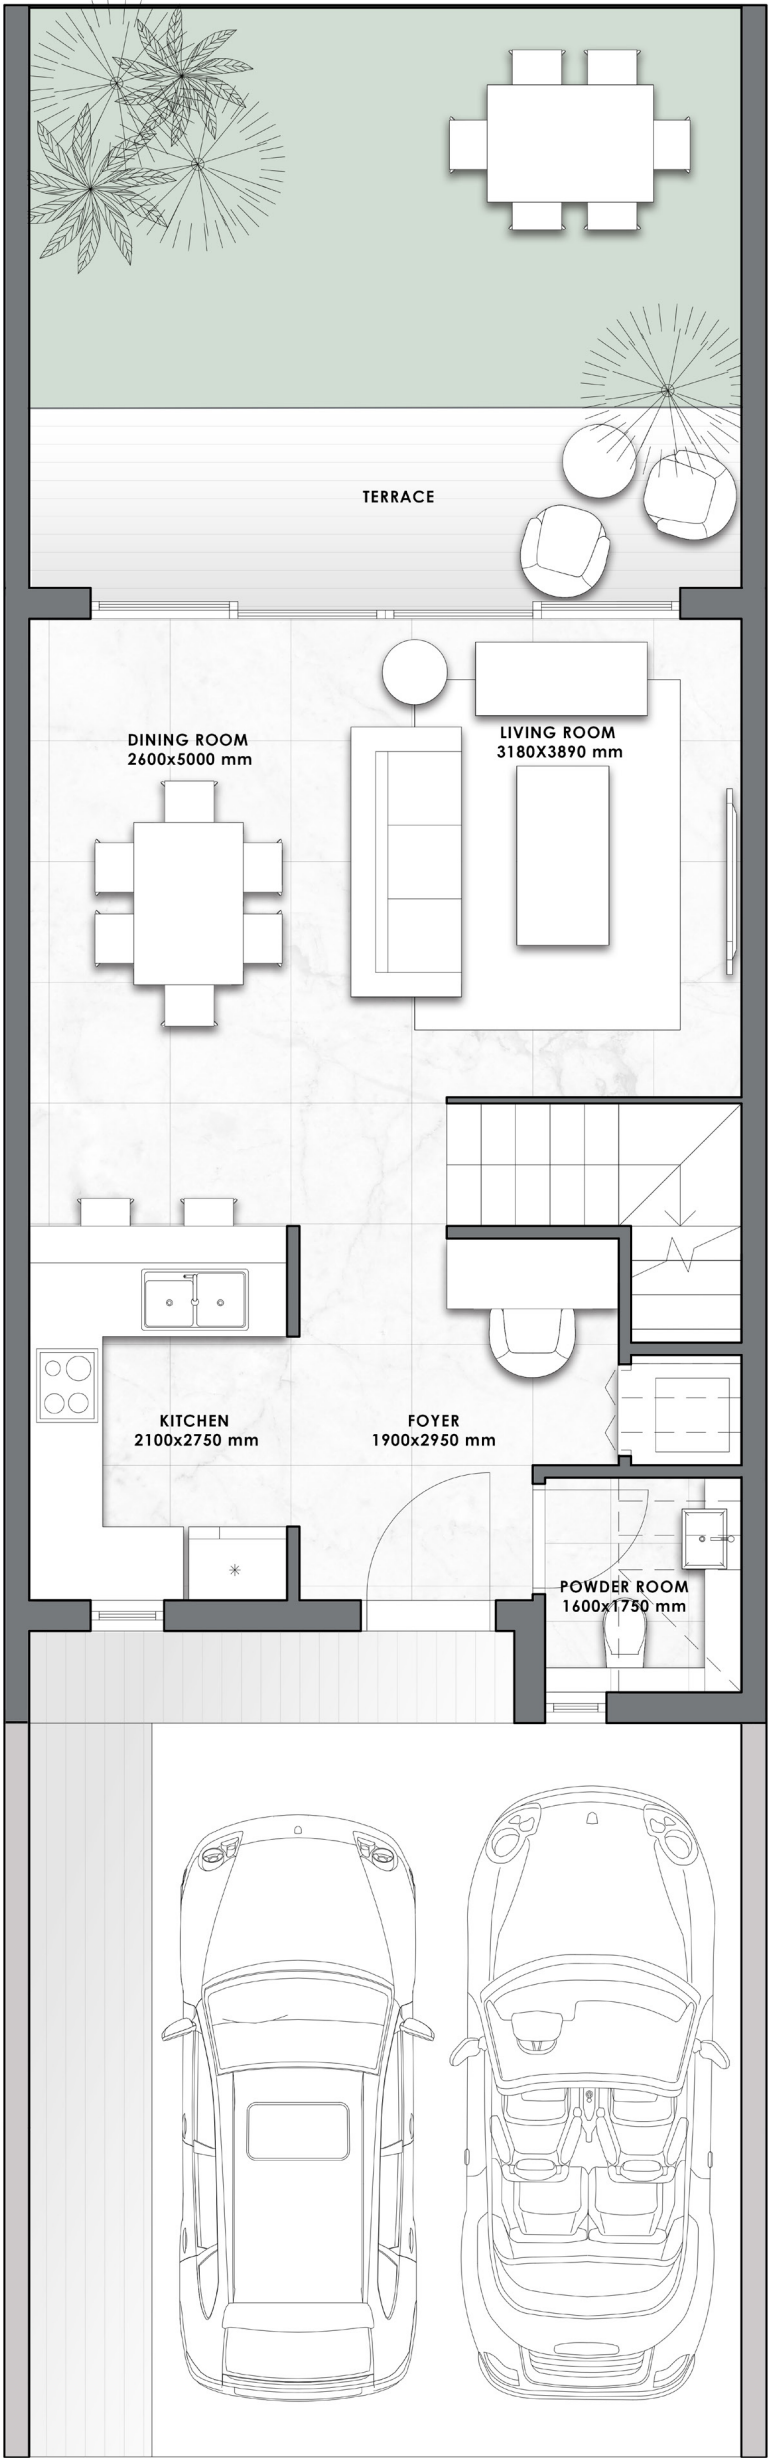 TERRACE
DINING ROOM
2600x5000 mm
LIVING ROOM
3180X3890 mm
KITCHEN
2100x2750 mm
FOYER
1900x2950 mm
POWDER ROOM
1600x1750 mm